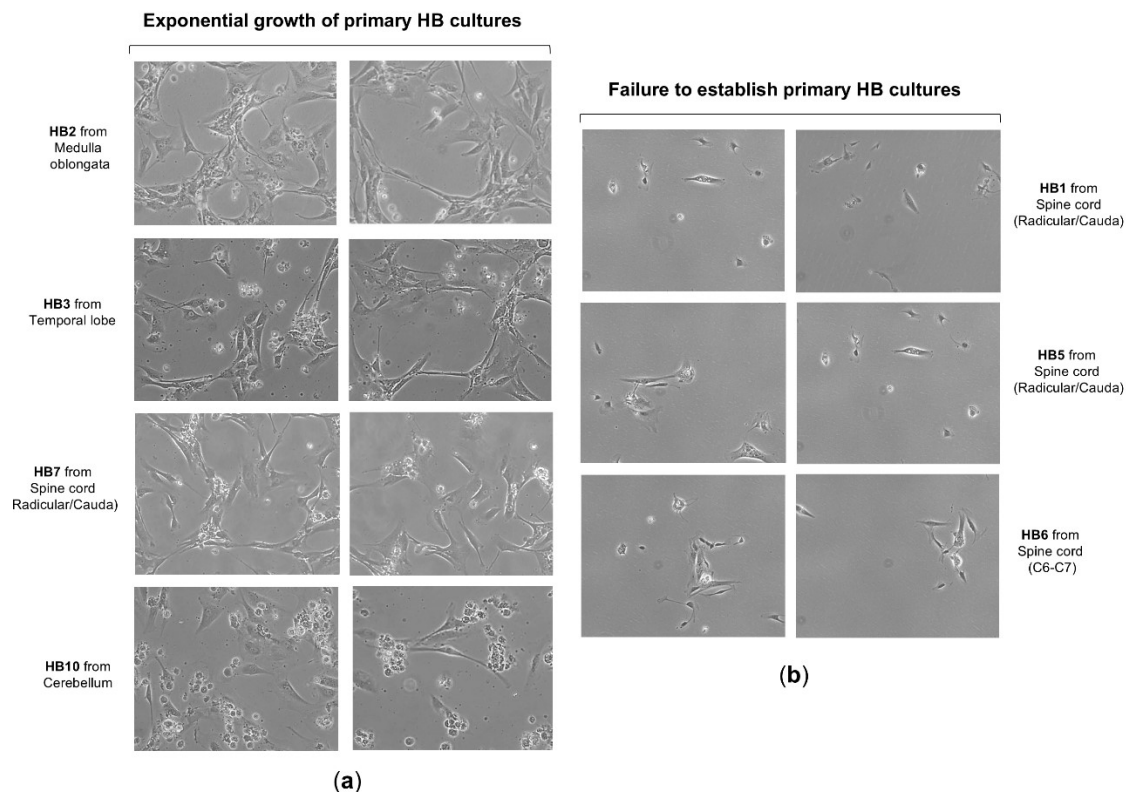 Exponential growth of primary HB cultures
HB2 from
Medulla
oblongata
HB3 from
Temporal lobe
HB7 from
Spine cord
Radicular/Cauda)
HB10 from
Cerebellum
(a)
Failure to establish primary HB cultures
HB1 from
Spine cord
(Radicular/Cauda)
HB5 from
Spine cord
(Radicular/Cauda)
HB6 from
Spine cord
(C6-C7)
(b)